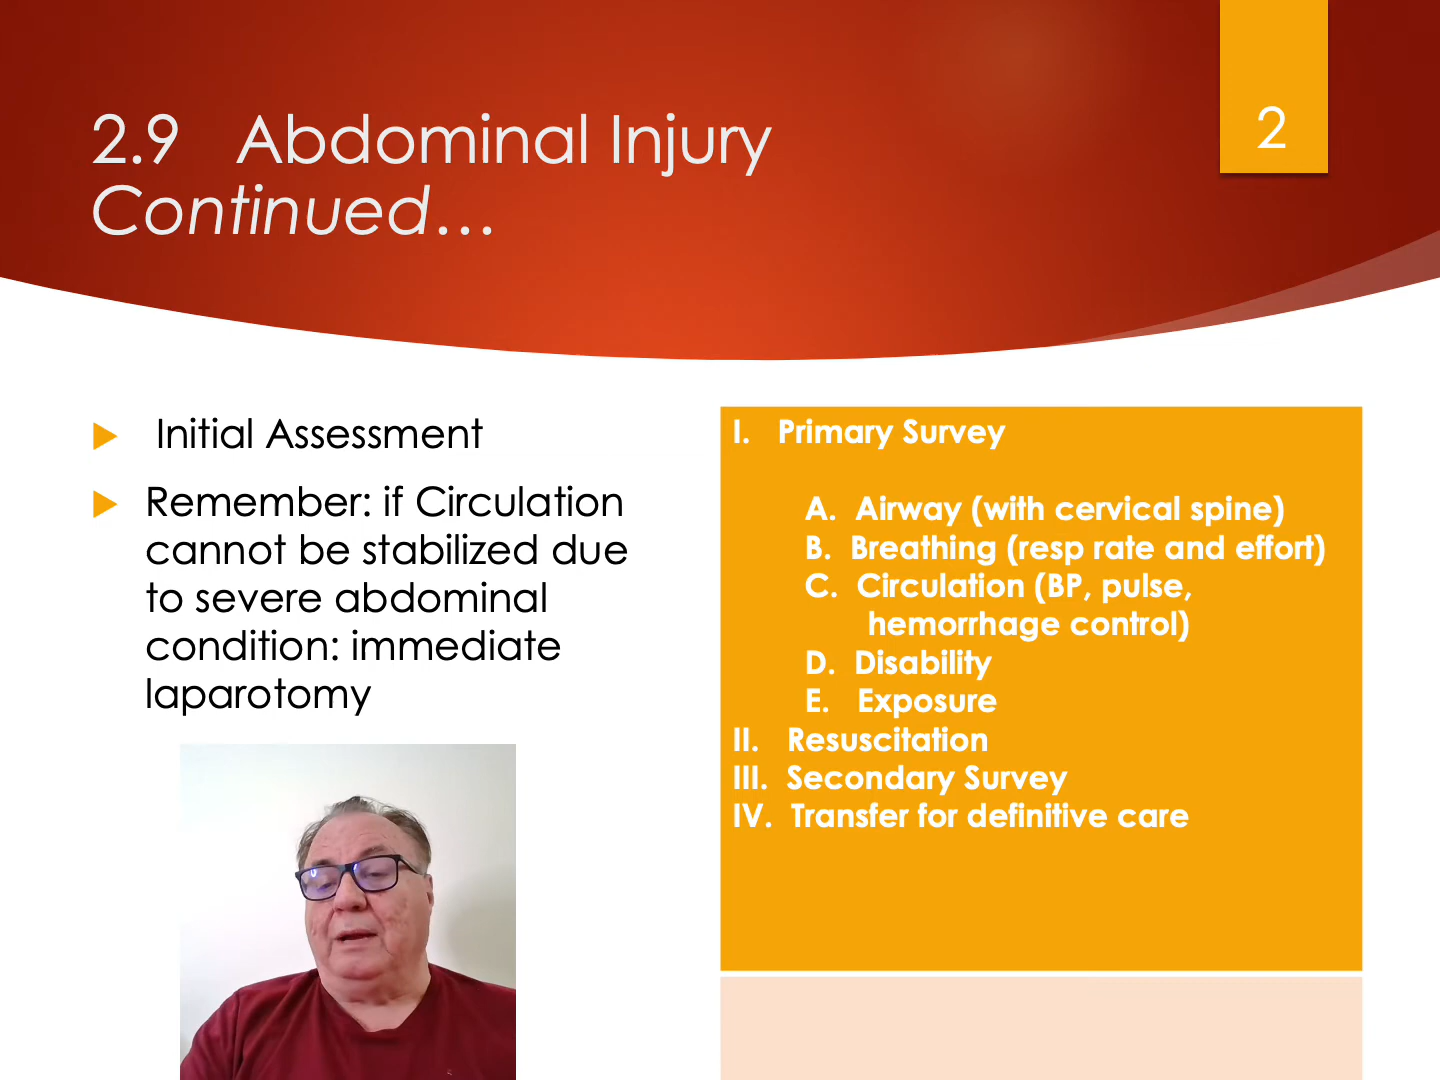 2.9 Abdominal Injury
Continued...
2
Initial Assessment
Remember: if Circulation
cannot be stabilized due
to severe abdominal
condition: immediate
laparotomy
I. Primary Survey
A. Airway (with cervical spine)
B. Breathing (resp rate and effort)
C. Circulation (BP, pulse,
hemorrhage control)
D. Disability
E. Exposure
II. Resuscitation
III. Secondary Survey
IV. Transfer for definitive care